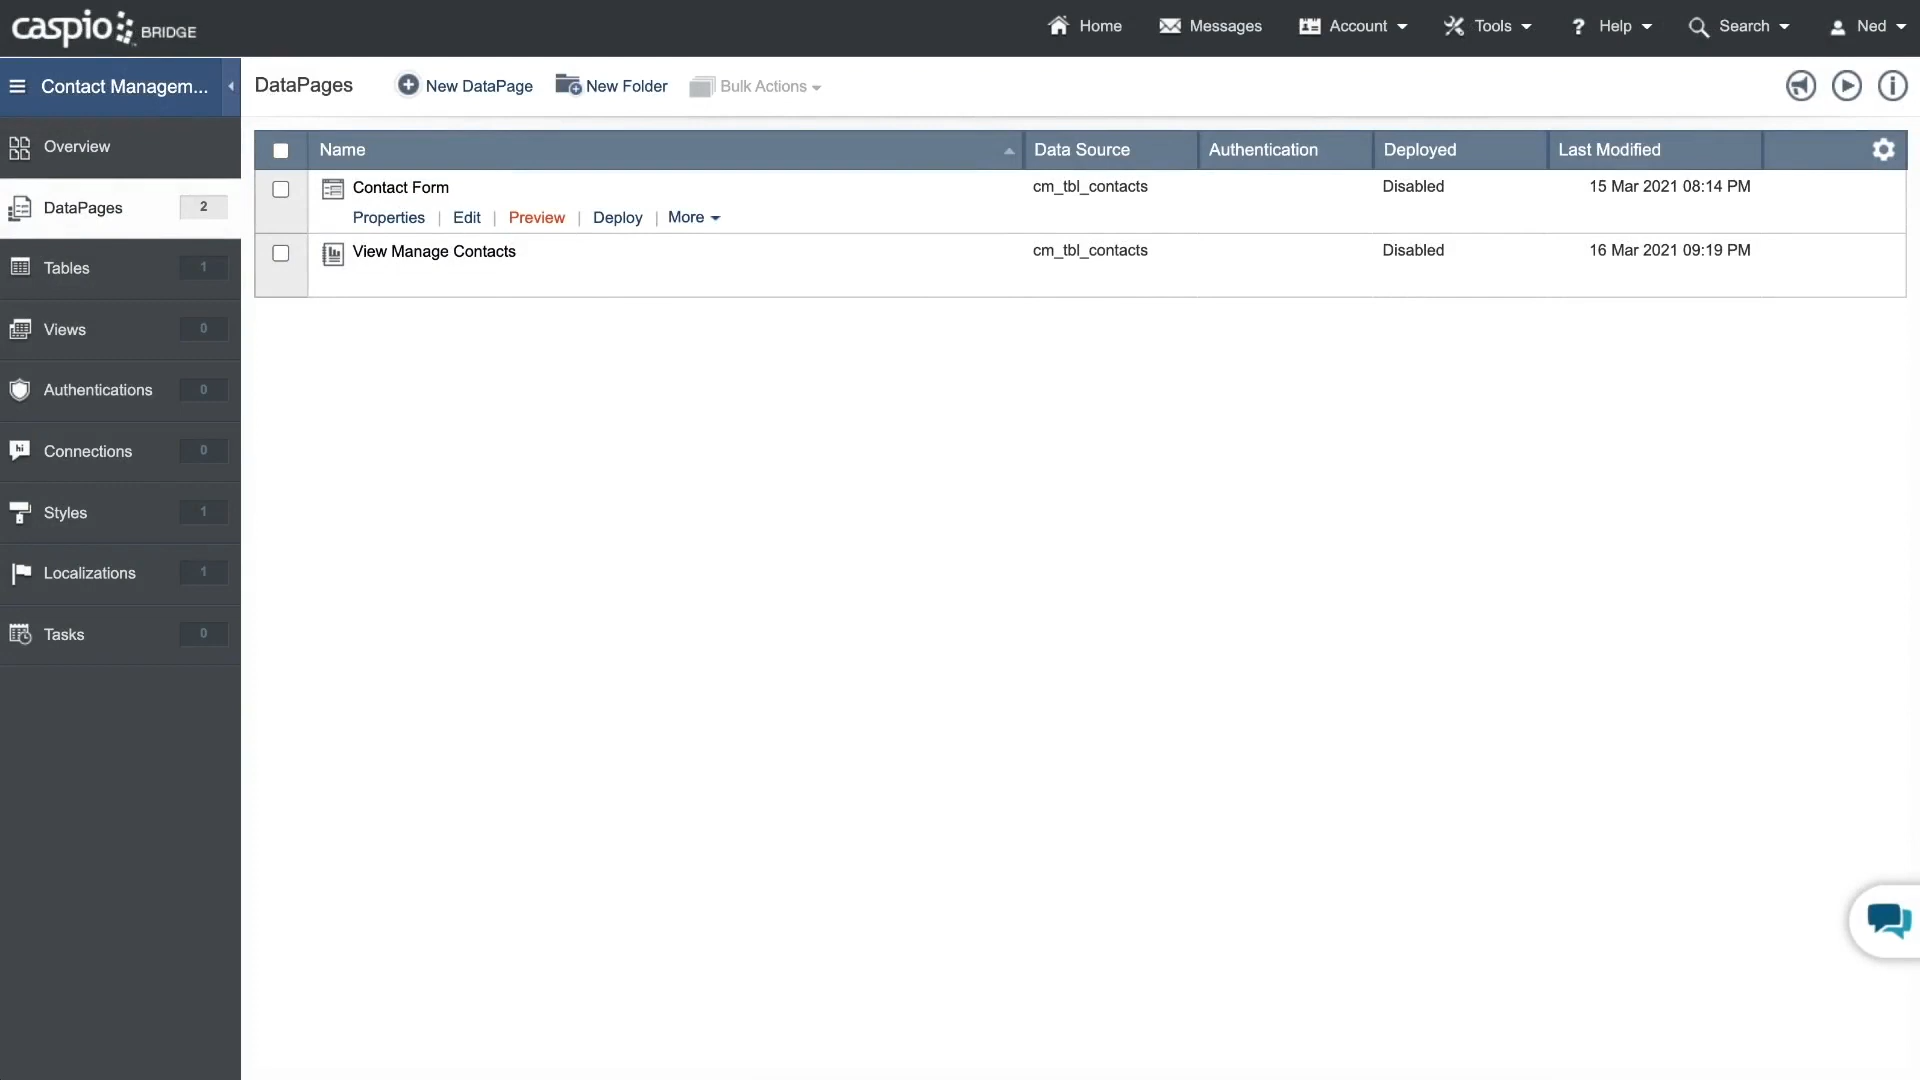 caspio BRIDGE
Home
Messages
Account
Tools
? Help
Search
Ned
Contact Managem...
DataPages
New DataPage
New Folder
Bulk Actions
Overview
DataPages 2
Tables 1
Views 0
Authentications 0
hi Connections 0
Styles 1
Localizations 1
Tasks 0
Name Data Source Authentication Deployed Last Modified
Contact Form cm_tbl_contacts Disabled 15 Mar 2021 08:14 PM
Properties | Edit | Preview | Deploy | More
View Manage Contacts cm_tbl_contacts Disabled 16 Mar 2021 09:19 PM